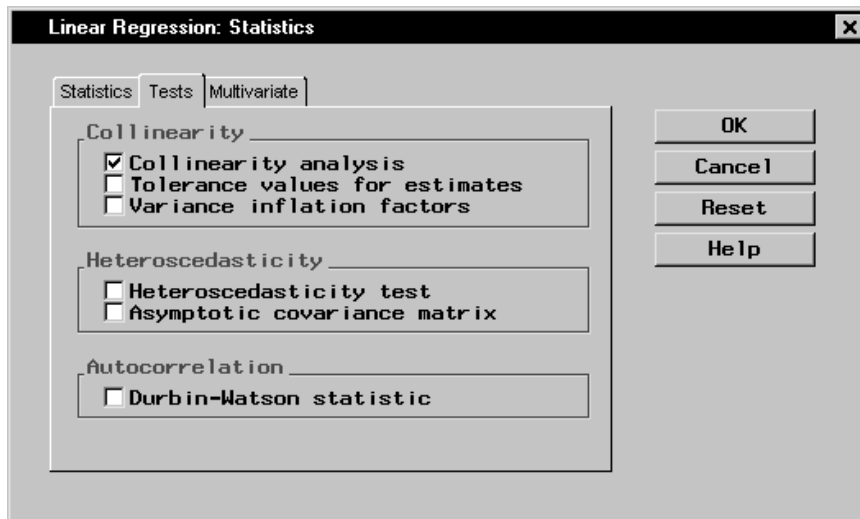 Linear Regression: Statistics
Statistics Tests Multivariate
Collinearity
Collinearity analysis
Tolerance values for estimates
Variance inflation factors
Heteroscedasticity
Heteroscedasticity test
Asymptotic covariance matrix
Autocorrelation
Durbin-Watson statistic
OK
Cancel
Reset
Help